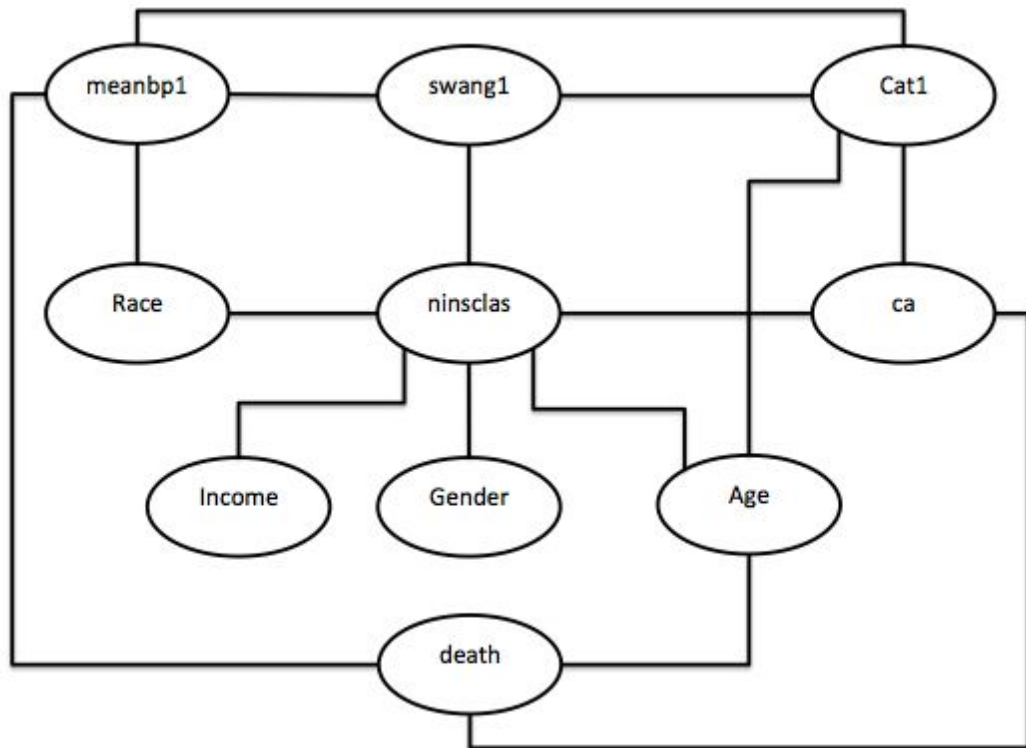 meanbp1
swang1
Cat1
Race
ninsclas
ca
Income
Gender
Age
death